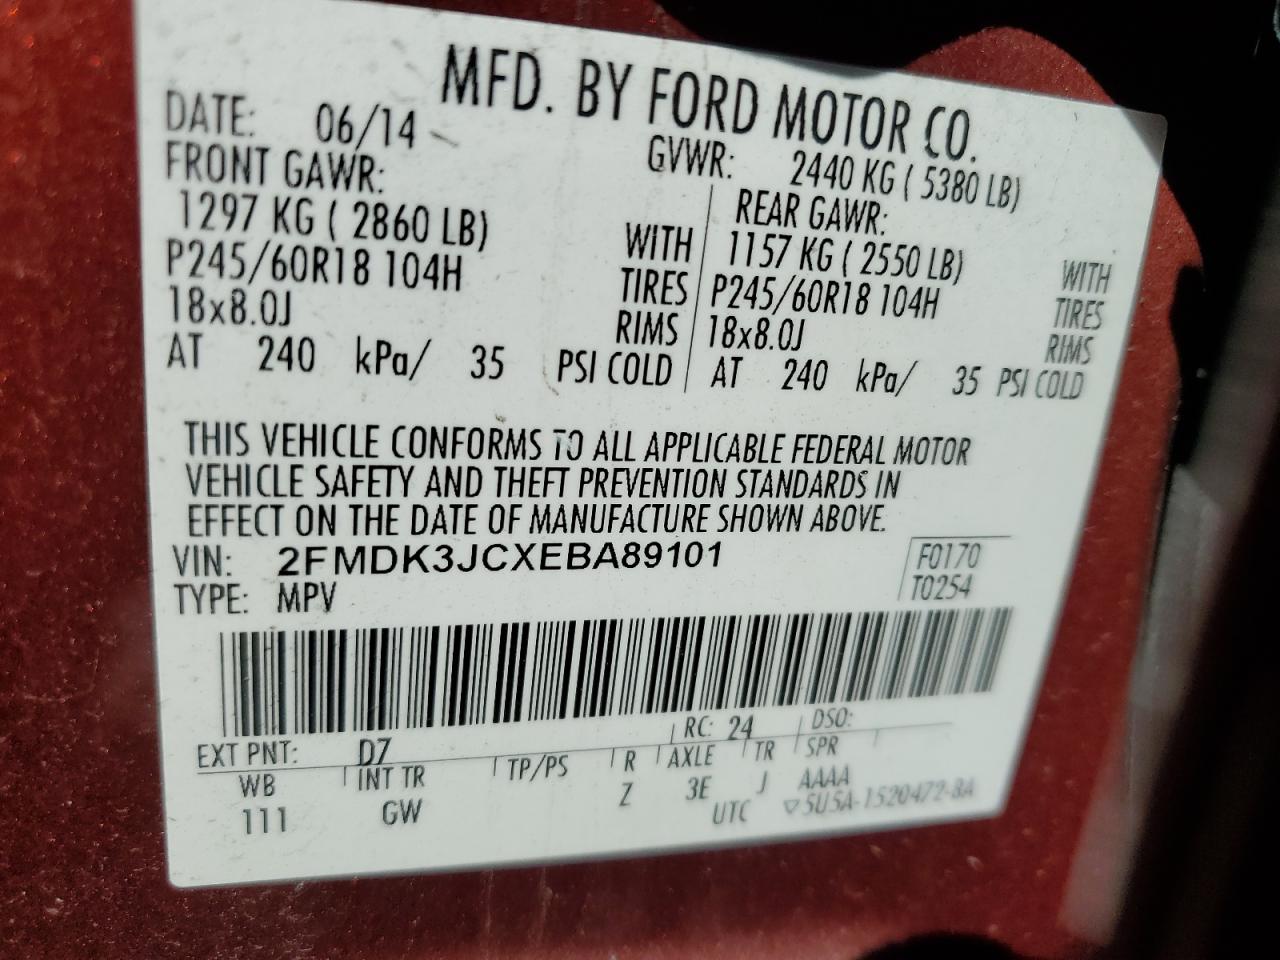 MFD. BY FORD MOTOR CO.
DATE: 06/14 GVWR: 2440 KG ( 5380 LB)
FRONT GAWR: REAR GAWR:
1297 KG ( 2860 LB) WITH 1157 KG ( 2550 LB) WITH
P245/60R18 104H TIRES P245/60R18 104H TIRES
18x8.0J RIMS 18x8.0J RIMS
AT 240 kPa/ 35 PSI COLD AT 240 kPa/ 35 PSI COLD
THIS VEHICLE CONFORMS TO ALL APPLICABLE FEDERAL MOTOR
VEHICLE SAFETY AND THEFT PREVENTION STANDARDS IN
EFFECT ON THE DATE OF MANUFACTURE SHOWN ABOVE.
VIN: 2FMDK3JCXEBA89101 F0170
TYPE: MPV T0254
EXT PNT: D7 RC: 24 DSO:
WB INT TR TP/PS R AXLE TR SPR
111 GW Z 3E J AAAA
UTC ▽5U5A-1520472-BA